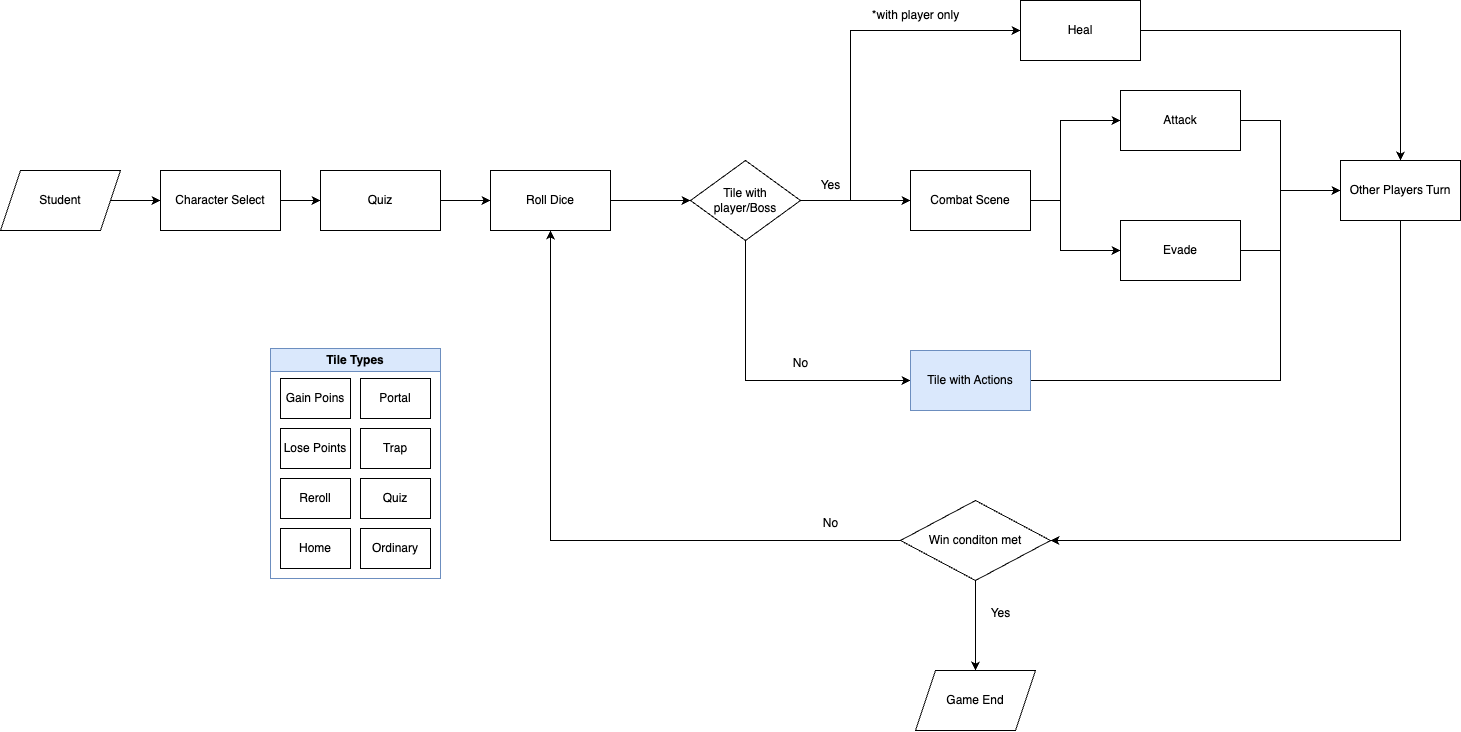 *with player only
Heal
Attack
Student
Character Select
Quiz
Roll Dice
Tile with
player/Boss
Yes
Combat Scene
Other Players Turn
Evade
No
Tile with Actions
Tile Types
Gain Poins
Portal
Lose Points
Trap
Reroll
Quiz
Home
Ordinary
No
Win conditon met
Yes
Game End